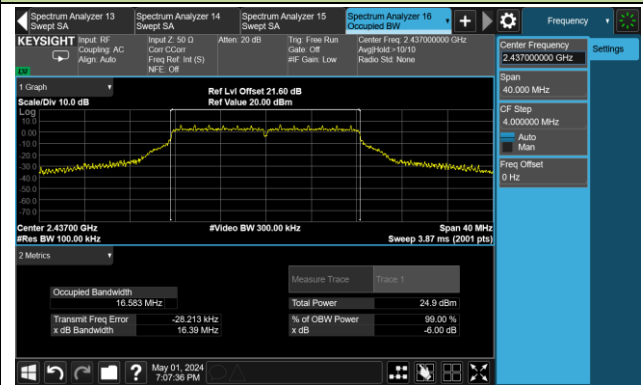 Spectrum Analyzer 13
Swept SA
Spectrum Analyzer 14
Swept SA
Spectrum Analyzer 15
Swept SA
Spectrum Analyzer 16
Occupied BW
Frequency
KEYSIGHT
Input: RF
Coupling: AC
Align: Auto
Input Z: 50 Ω
Corr CCorr
Freq Ref: Int (S)
NFE: Off
Atten: 20 dB
Trig: Free Run
Gate: Off
#IF Gain: Low
Center Freq: 2.437000000 GHz
Avg|Hold:>10/10
Radio Std: None
Center Frequency
2.437000000 GHz
Settings
Span
40.000 MHz
CF Step
4.000000 MHz
Auto
Man
Freq Offset
0 Hz
1 Graph
Scale/Div 10.0 dB
Ref Lvl Offset 21.60 dB
Ref Value 20.00 dBm
Log
10.0
0.00
-10.0
-20.0
-30.0
-40.0
-50.0
-60.0
-70.0
Center 2.43700 GHz
#Res BW 100.00 kHz
#Video BW 300.00 kHz
Span 40 MHz
Sweep 3.87 ms (2001 pts)
2 Metrics
Measure Trace
Trace 1
Occupied Bandwidth
16.583 MHz
Total Power
24.9 dBm
Transmit Freq Error
-28.213 kHz
% of OBW Power
99.00 %
x dB Bandwidth
16.39 MHz
x dB
-6.00 dB
May 01, 2024
7:07:36 PM